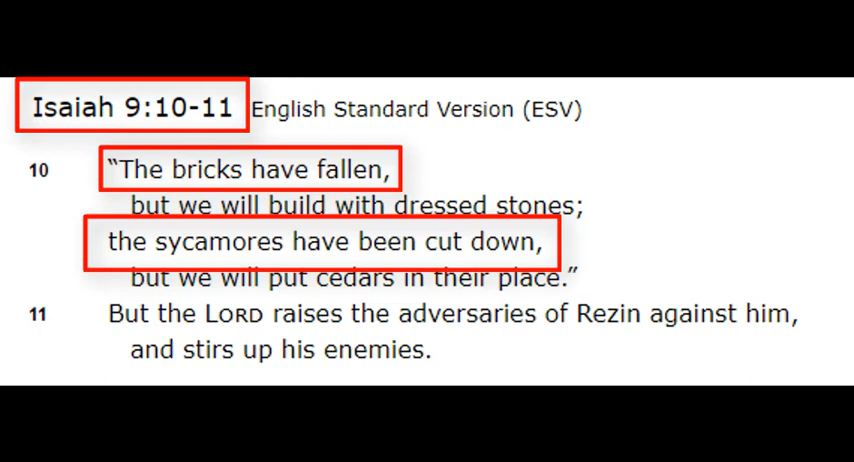 Isaiah 9:10-11 English Standard Version (ESV)
10 “The bricks have fallen,
but we will build with dressed stones;
the sycamores have been cut down,
but we will put cedars in their place.”
11 But the LORD raises the adversaries of Rezin against him,
and stirs up his enemies.